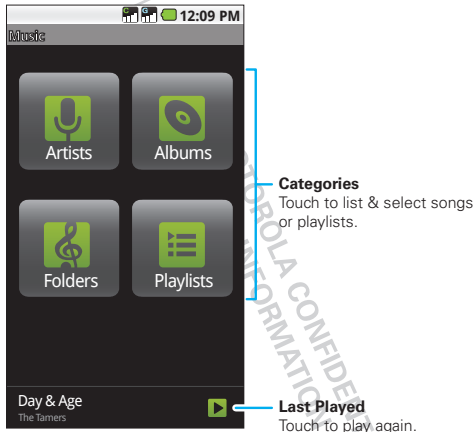 12:09 PM
Music
Artists
Albums
Categories
Touch to list & select songs
or playlists.
Folders
Playlists
Day & Age
The Tamers
Last Played
Touch to play again.
MOTOROLA CONFIDENTIAL
INFORMATION